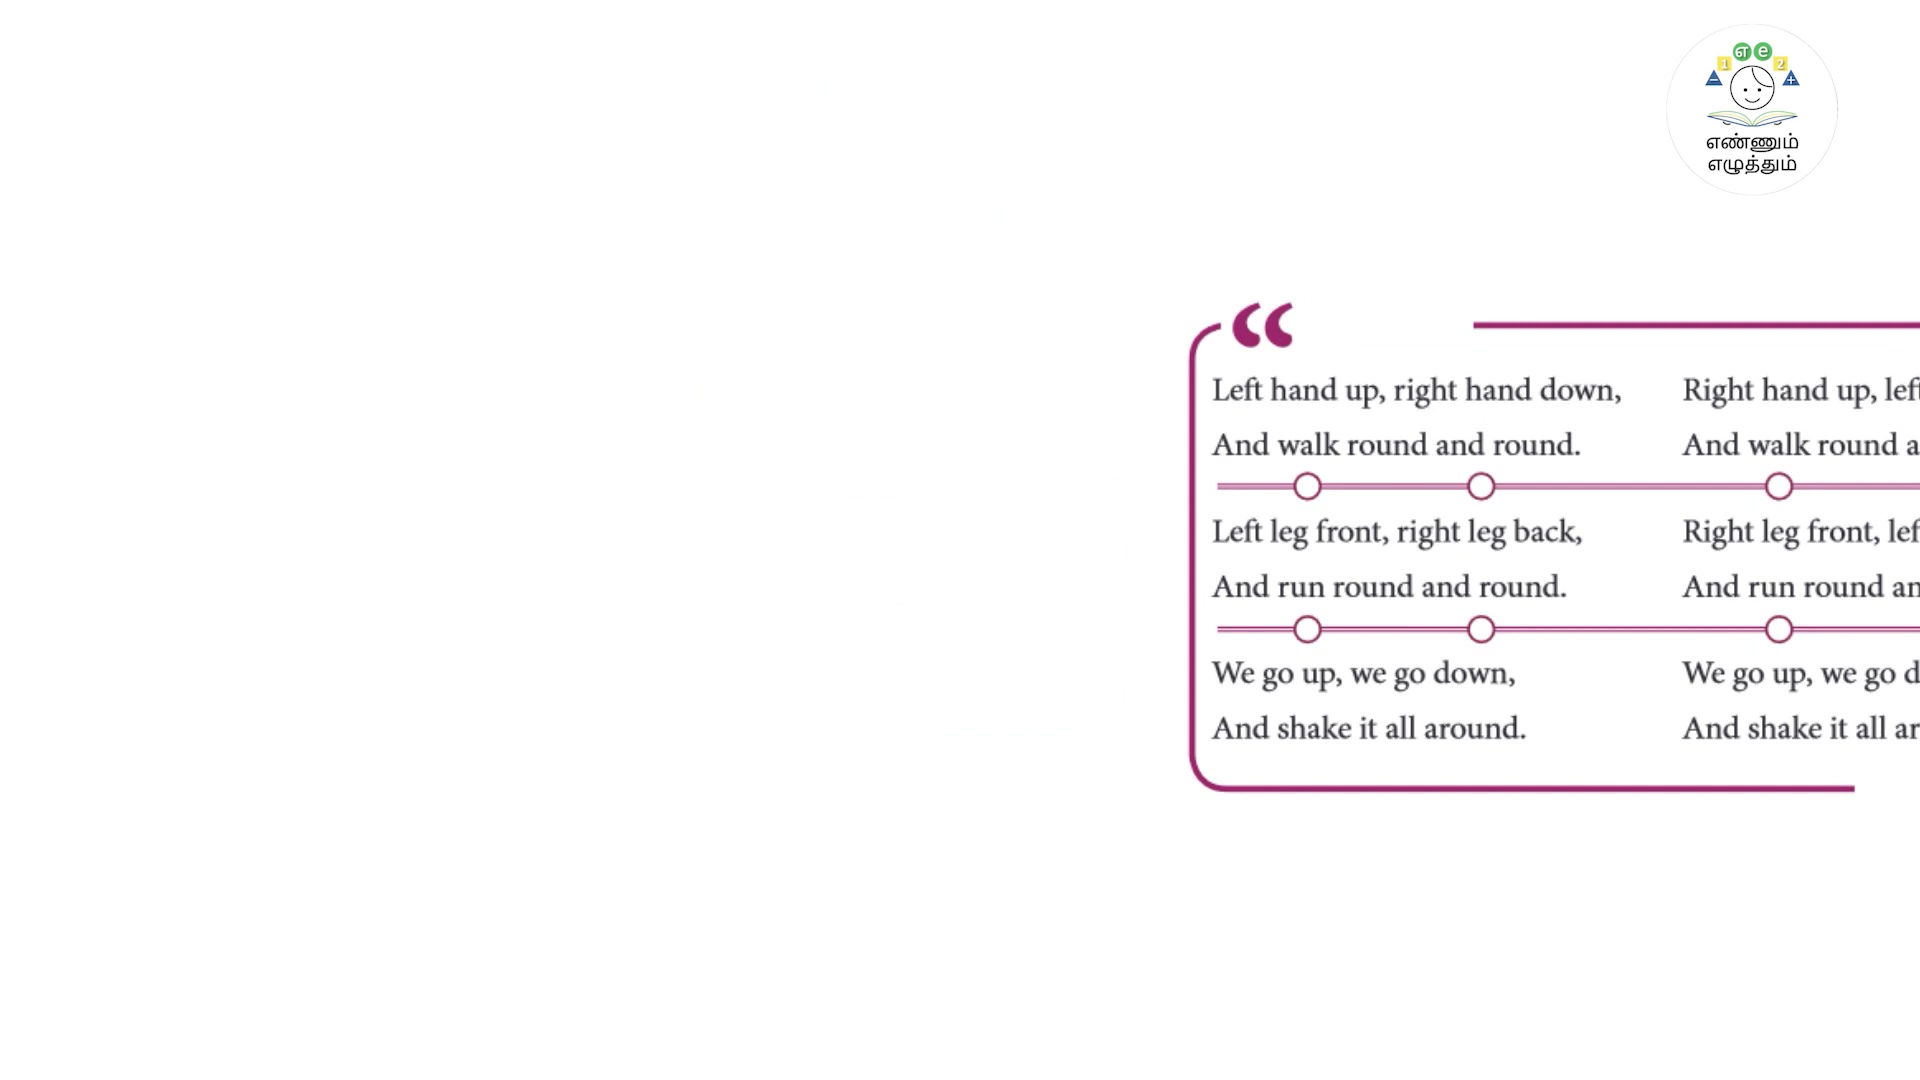 எ e
1 2
− +
எண்ணும்
எழுத்தும்
“
Left hand up, right hand down,
And walk round and round.
Left leg front, right leg back,
And run round and round.
We go up, we go down,
And shake it all around.
Right hand up,
And walk round
Right leg front,
And run round
We go up, we go
And shake it all